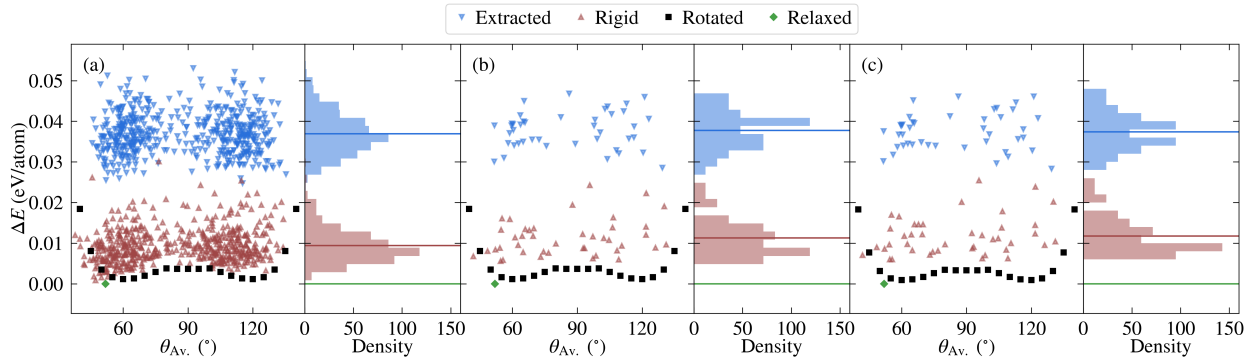 Extracted Rigid Rotated Relaxed
(a) (b) (c)
ΔE (eV/atom)
0.05
0.04
0.03
0.02
0.01
0.00
60 90 120 0 50 100 150 60 90 120 0 50 100 150 60 90 120 0 50 100 150
θAv. (°) Density θAv. (°) Density θAv. (°) Density